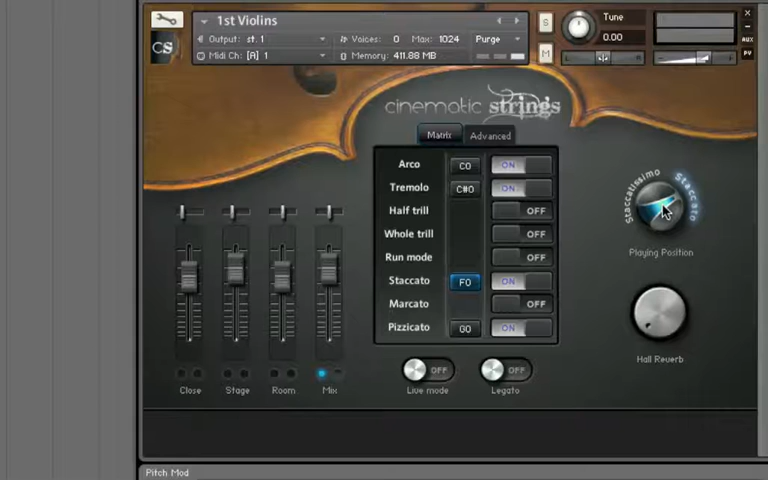 1st Violins
Output: st. 1 Voices: 0 Max: 1024 Purge
Midi Ch: [A] 1 Memory: 411.88 MB
S
M
Tune
0.00
L R
AUX
PV
CS
cinematic strings
Matrix Advanced
Arco C0 ON
Tremolo C#0 ON
Half trill OFF
Whole trill OFF
Run mode OFF
Staccato F0 ON
Marcato OFF
Pizzicato G0 ON
OFF OFF
Live mode Legato
Close Stage Room Mix
Staccatissimo Staccato
Playing Position
Hall Reverb
Pitch Mod